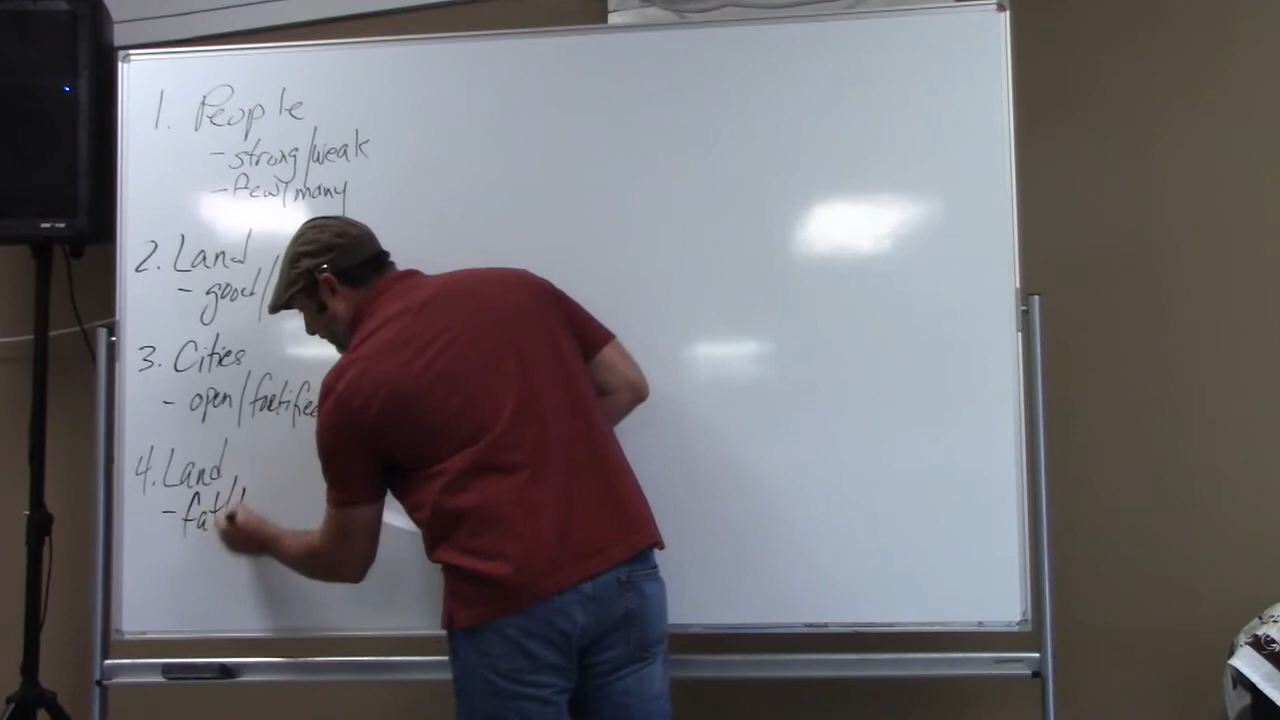 1. People
- strong/weak
- few/many
2. Land
- good/
3. Cities
- open/fortified
4. Land
- fat/